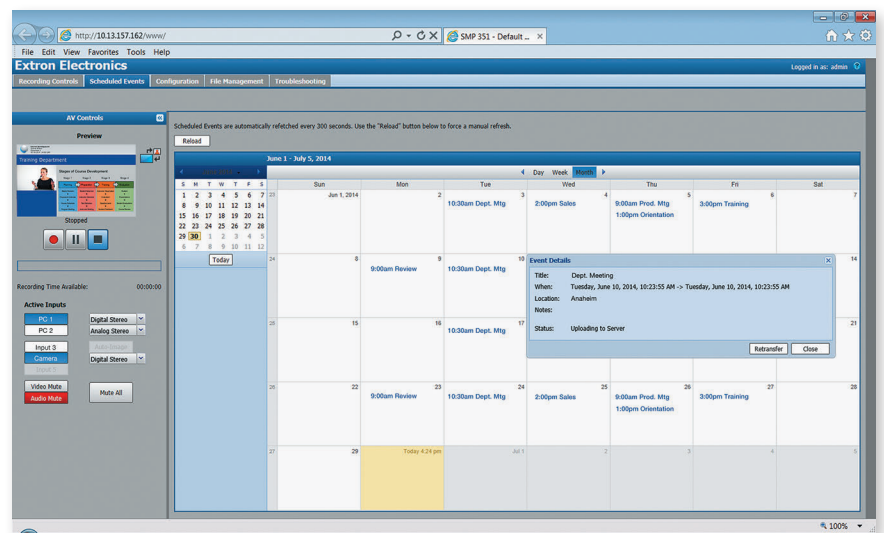 http://10.13.157.162/www/
SMP 351 - Default ...
File Edit View Favorites Tools Help
Extron Electronics
Logged in as: admin
Recording Controls Scheduled Events Configuration File Management Troubleshooting
AV Controls
Preview
Training Department
Stages of Course Development
Stopped
Recording Time Available: 00:00:00
Active Inputs
PC 1 Digital Stereo
PC 2 Analog Stereo
Input 3
Camera Digital Stereo
Video Mute
Audio Mute
Mute All
Scheduled Events are automatically refetched every 300 seconds. Use the "Reload" button below to force a manual refresh.
Reload
June 1 - July 5, 2014
Day Week Month
S M T W T F S
1 2 3 4 5 6 7
8 9 10 11 12 13 14
15 16 17 18 19 20 21
22 23 24 25 26 27 28
29 30 1 2 3 4 5
6 7 8 9 10 11 12
Today
Sun Mon Tue Wed Thu Fri Sat
23 Jun 1, 2014 2 3 4 5 6 7
10:30am Dept. Mtg 2:00pm Sales 9:00am Prod. Mtg 3:00pm Training
1:00pm Orientation
24 8 9 10 14
9:00am Review 10:30am Dept. Mtg
Event Details
Title: Dept. Meeting
When: Tuesday, June 10, 2014, 10:23:55 AM -> Tuesday, June 10, 2014, 10:23:55 AM
Location: Anaheim
Notes:
Status: Uploading to Server
Retransfer Close
25 15 16 17 21
10:30am Dept. Mtg
26 22 23 24 25 26 27 28
9:00am Review 10:30am Dept. Mtg 2:00pm Sales 9:00am Prod. Mtg 3:00pm Training
1:00pm Orientation
27 29 Today 4:24 pm Jul 1 2 3 4 5
100%